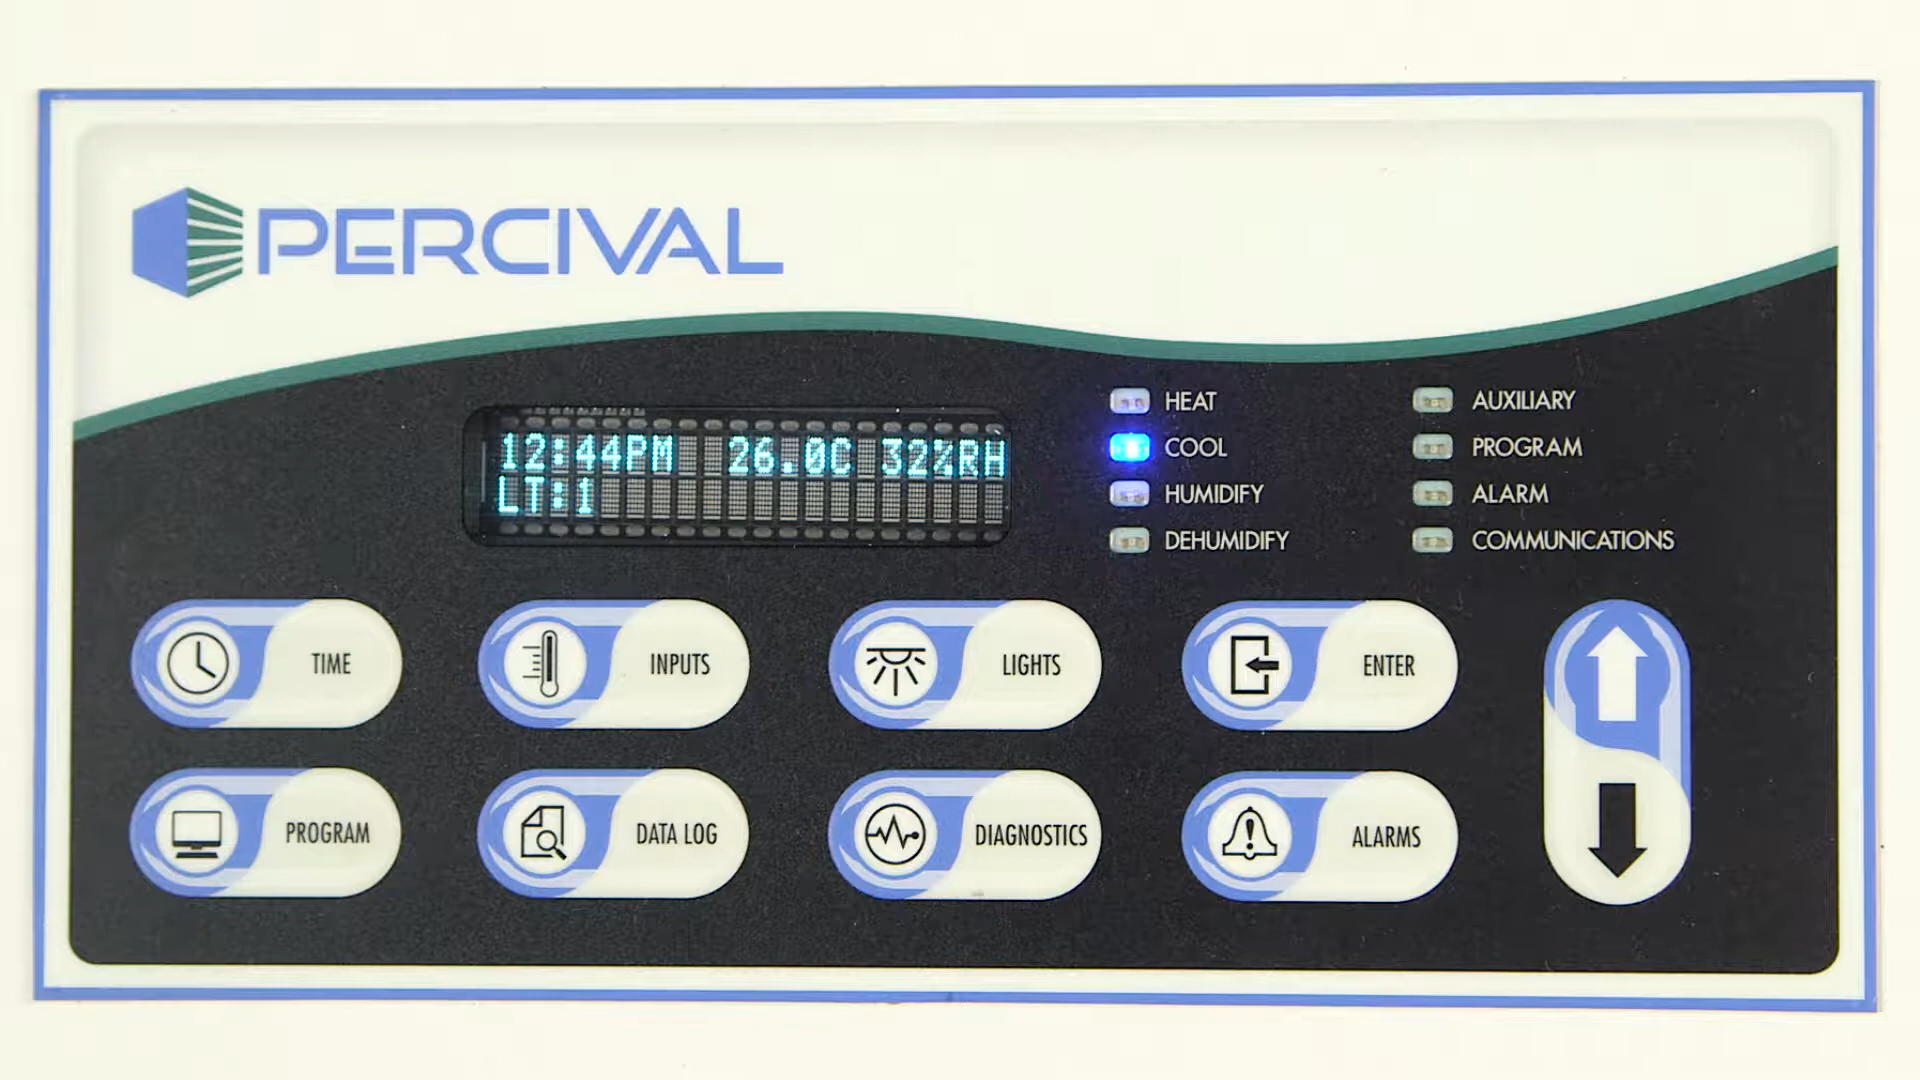 PERCIVAL
12:44PM 26.0C 32%RH
LT:1
HEAT
COOL
HUMIDIFY
DEHUMIDIFY
AUXILIARY
PROGRAM
ALARM
COMMUNICATIONS
TIME
INPUTS
LIGHTS
ENTER
PROGRAM
DATA LOG
DIAGNOSTICS
ALARMS